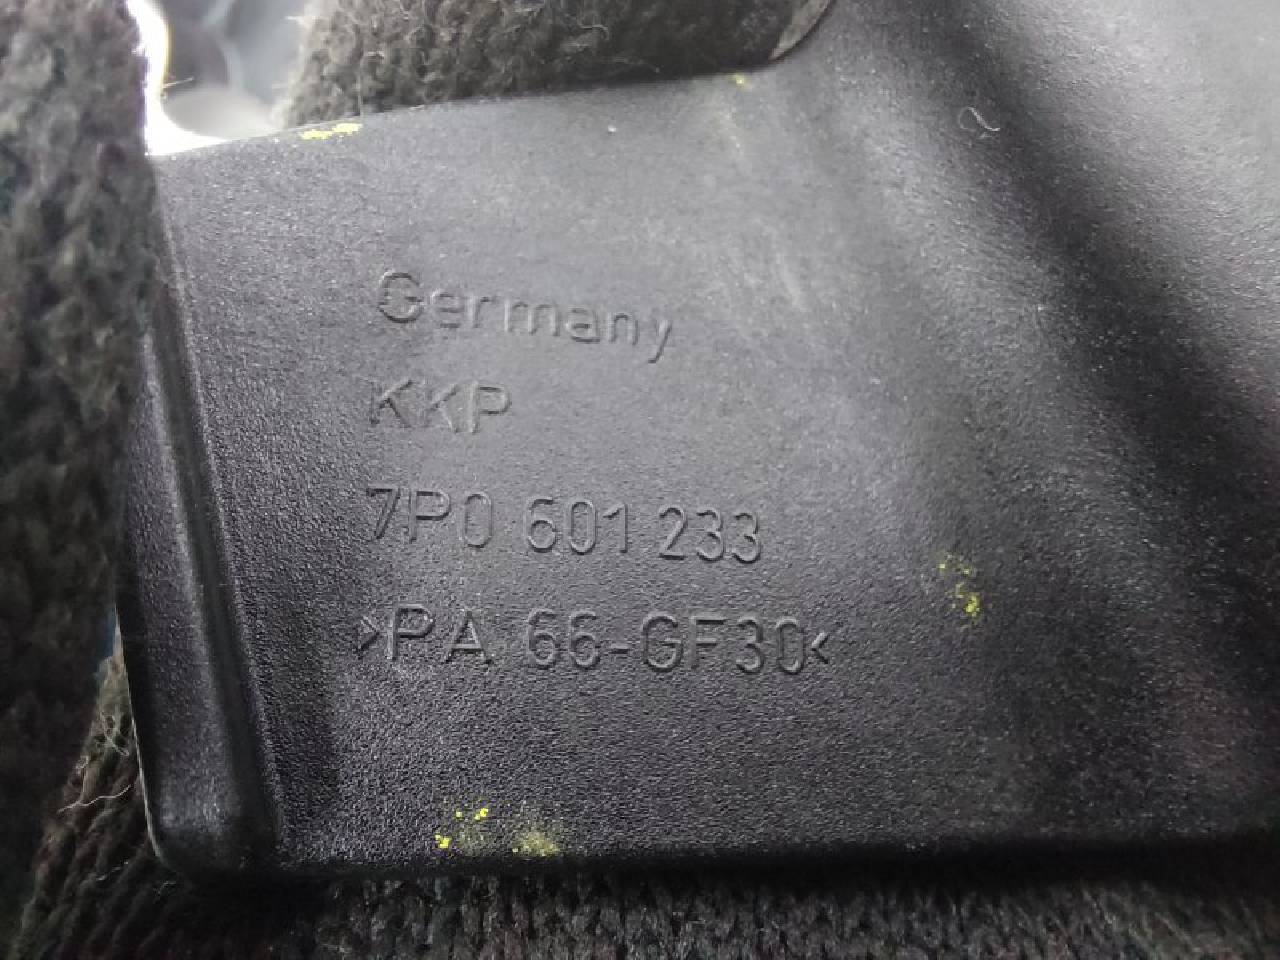 Germany
KKP
7P0 601 233
>PA 66-GF30<